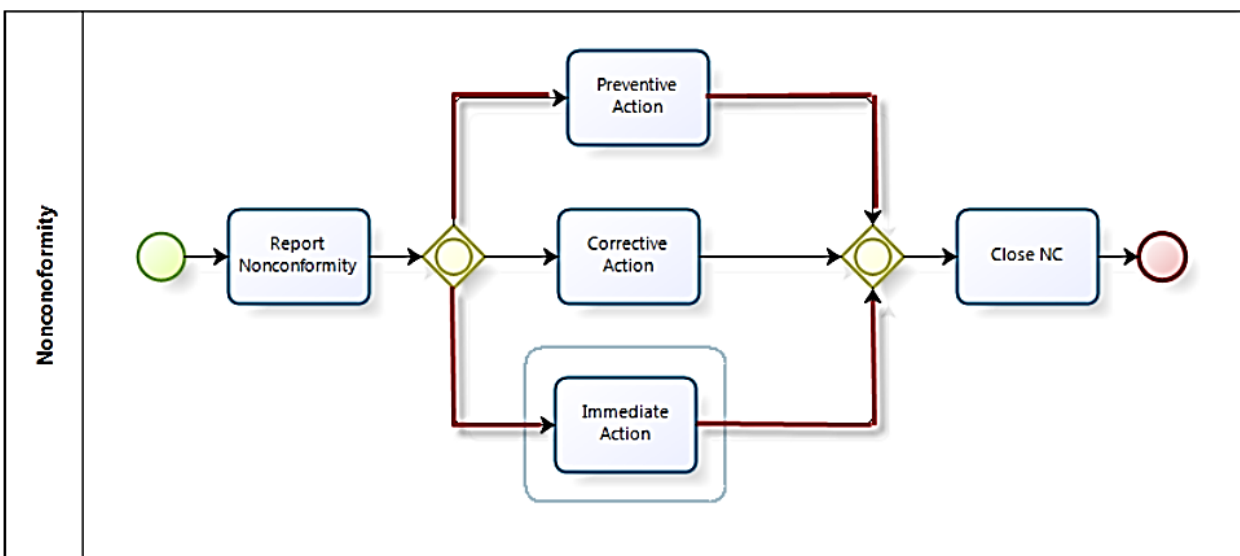 Nonconoformity
Report
Nonconformity
Preventive
Action
Corrective
Action
Immediate
Action
Close NC